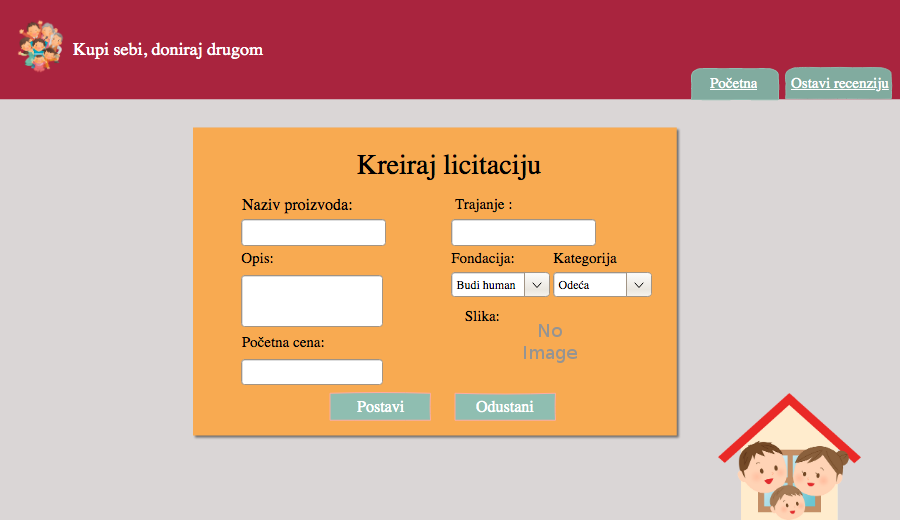 Kupi sebi, doniraj drugom
Početna
Ostavi recenziju
Kreiraj licitaciju
Naziv proizvoda:
Trajanje :
Opis:
Fondacija:
Kategorija
Budi human
Odeća
Slika:
No
Image
Početna cena:
Postavi
Odustani